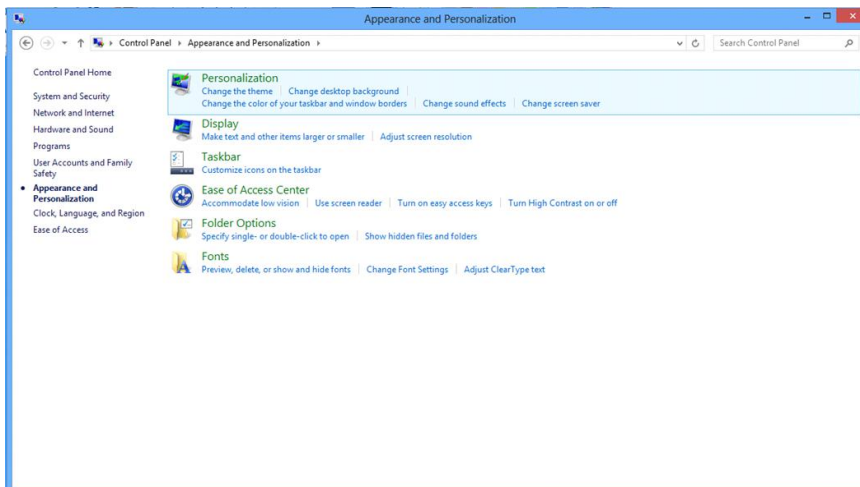 Appearance and Personalization
Control Panel Appearance and Personalization
Search Control Panel
Control Panel Home
System and Security
Network and Internet
Hardware and Sound
Programs
User Accounts and Family
Safety
Appearance and
Personalization
Clock, Language, and Region
Ease of Access
Personalization
Change the theme Change desktop background
Change the color of your taskbar and window borders Change sound effects Change screen saver
Display
Make text and other items larger or smaller Adjust screen resolution
Taskbar
Customize icons on the taskbar
Ease of Access Center
Accommodate low vision Use screen reader Turn on easy access keys Turn High Contrast on or off
Folder Options
Specify single- or double-click to open Show hidden files and folders
Fonts
Preview, delete, or show and hide fonts Change Font Settings Adjust ClearType text